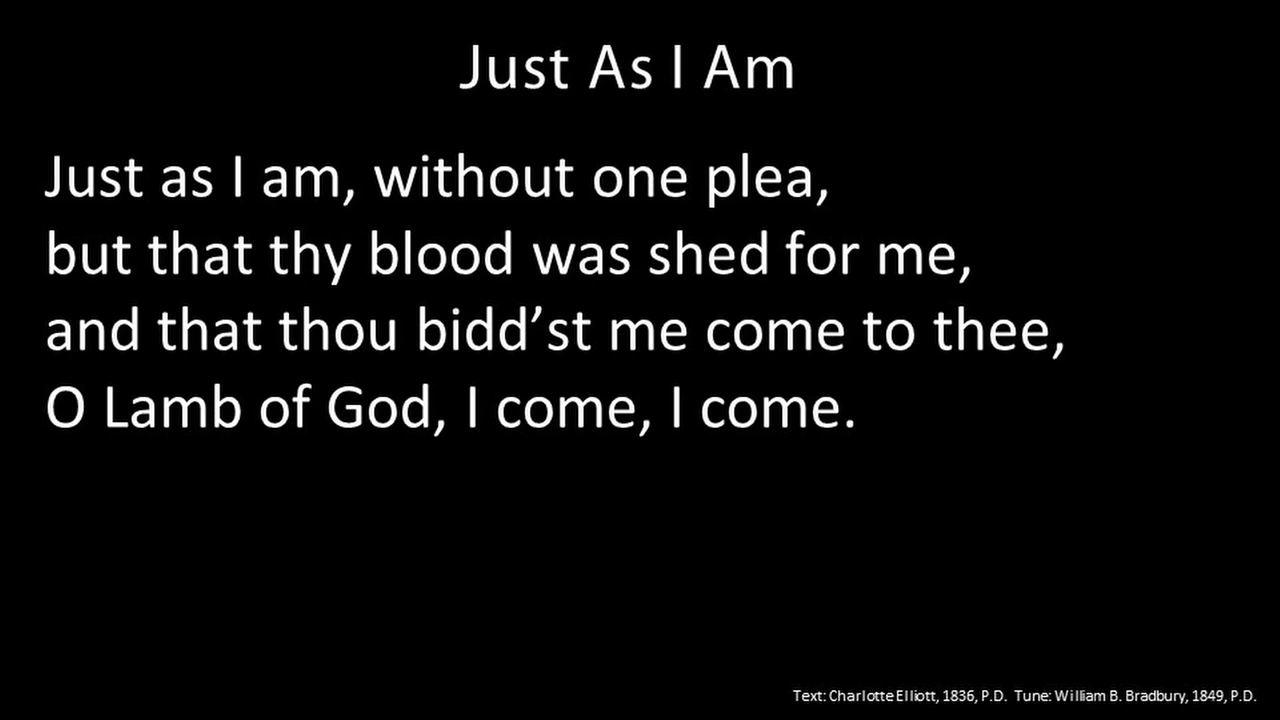 Just As I Am
Just as I am, without one plea,
but that thy blood was shed for me,
and that thou bidd’st me come to thee,
O Lamb of God, I come, I come.
Text: Charlotte Elliott, 1836, P.D.  Tune: William B. Bradbury, 1849, P.D.